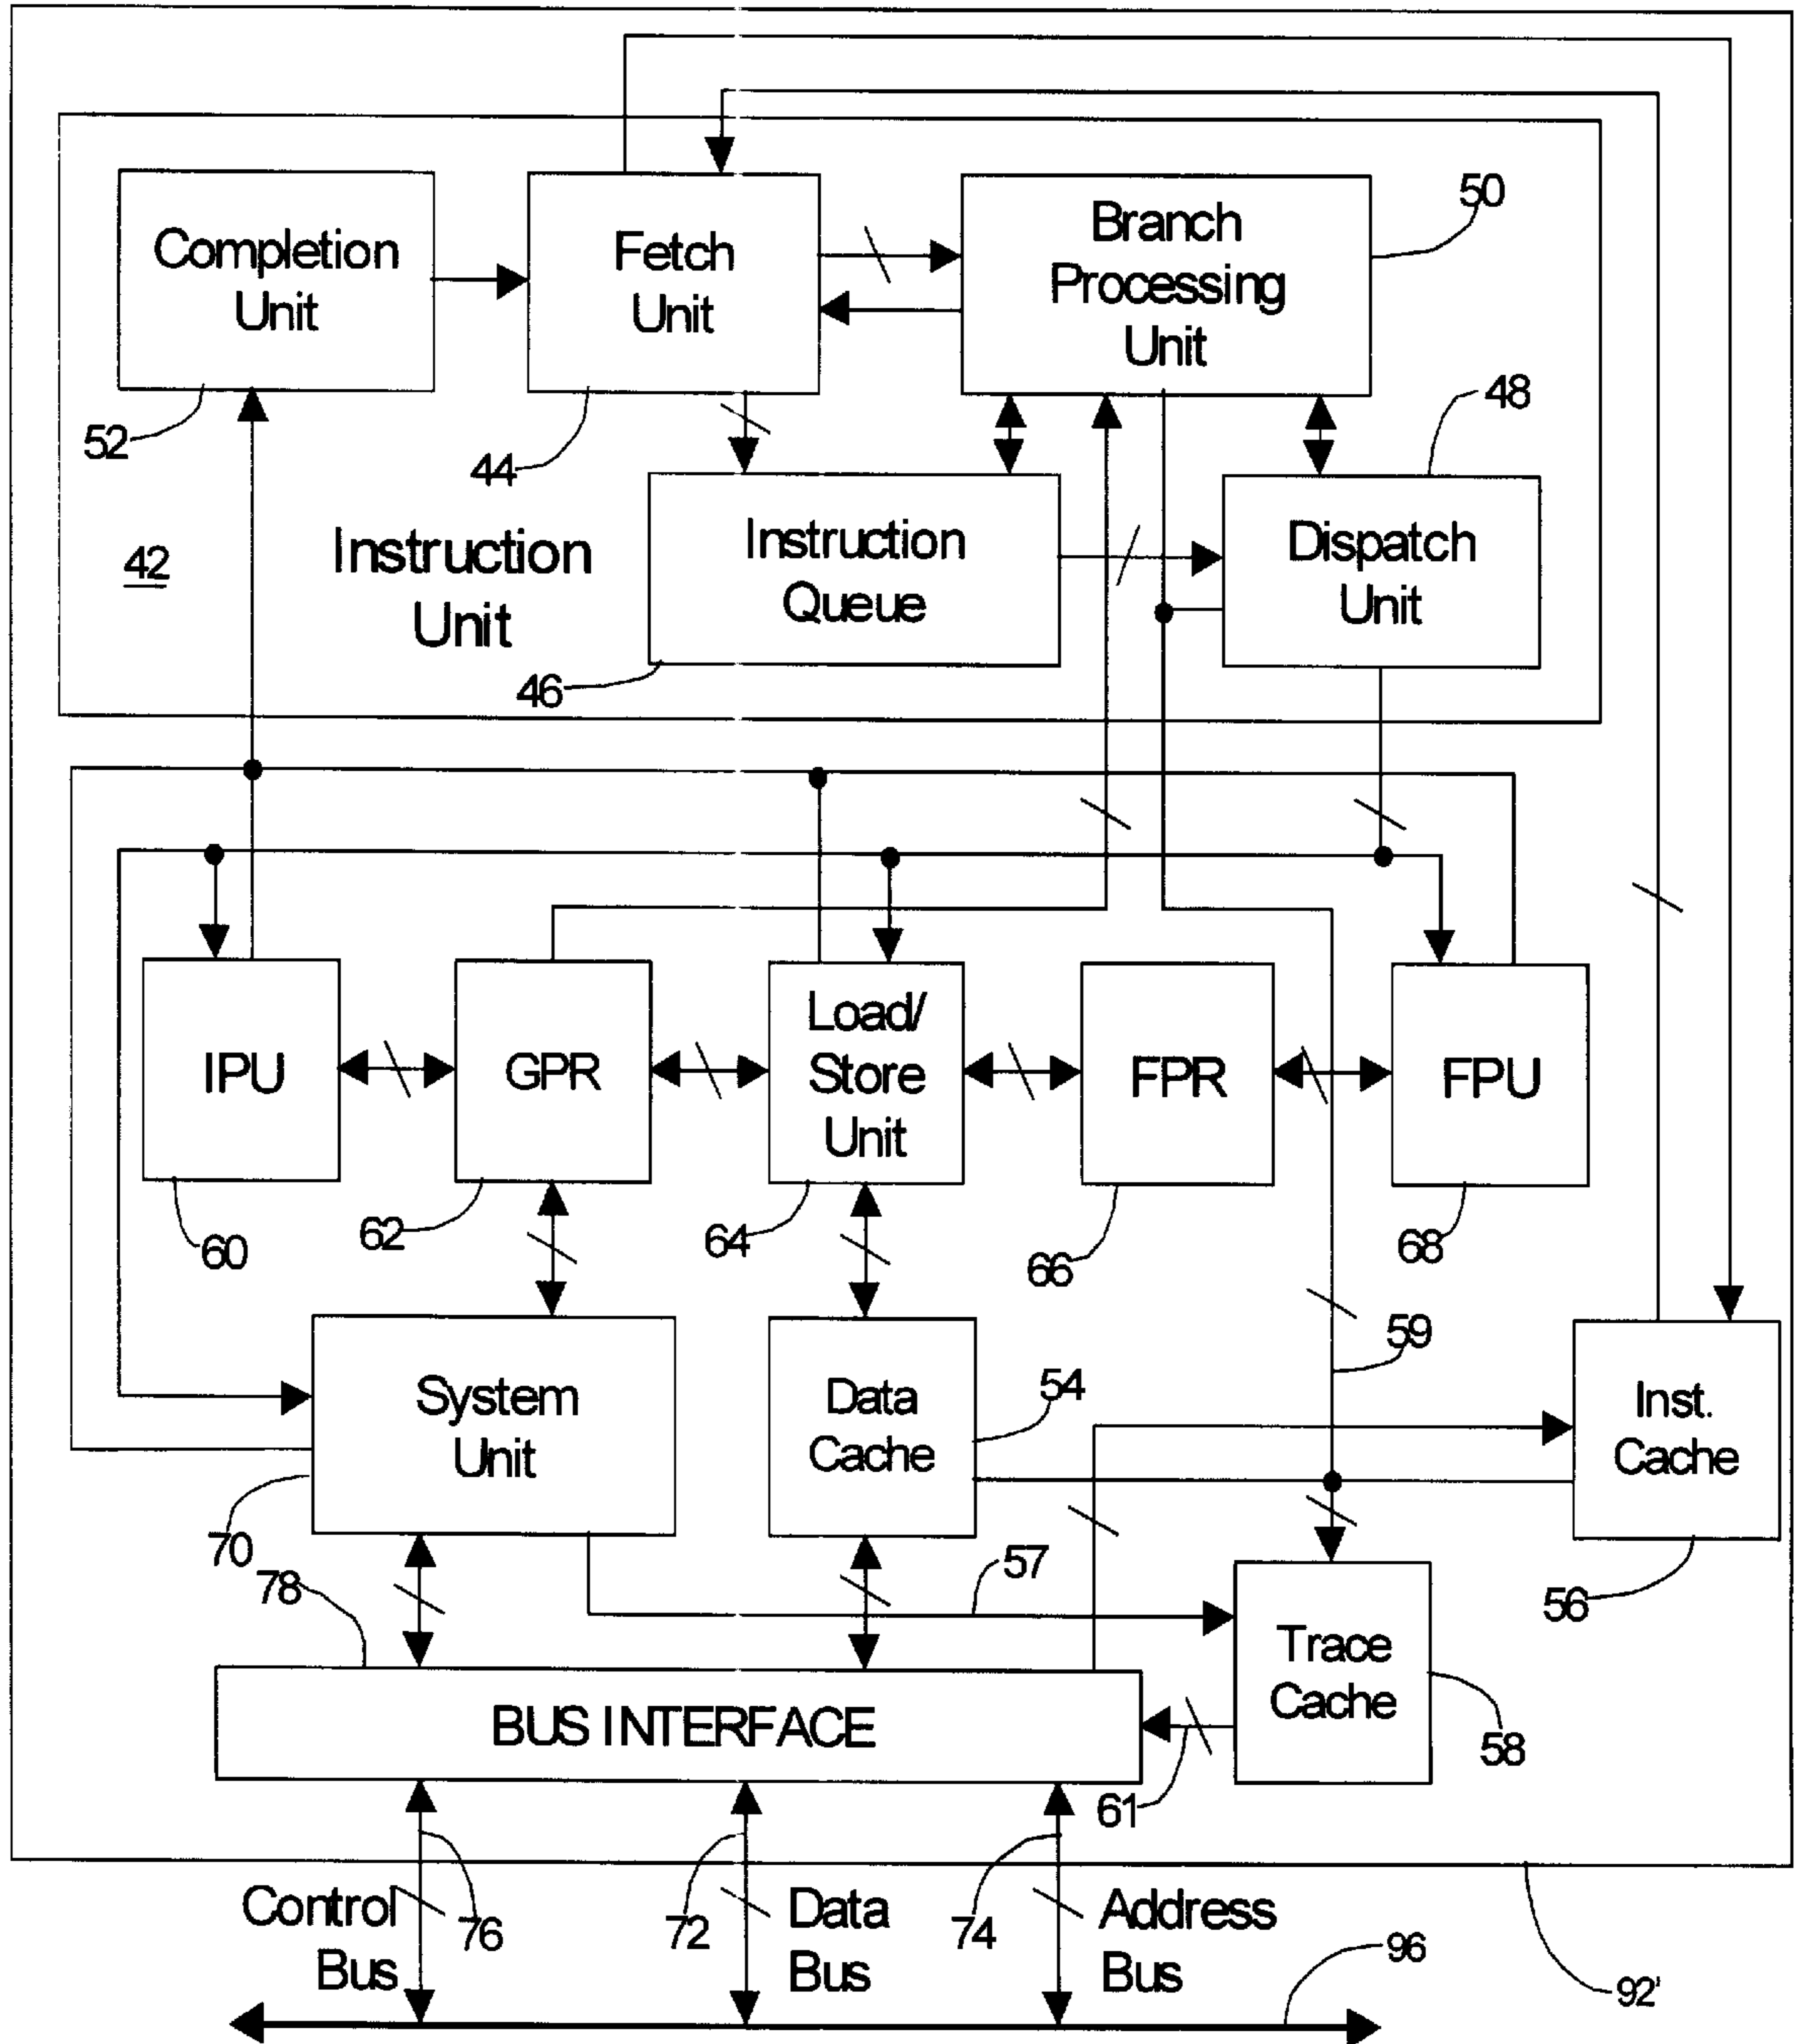 Completion
Unit
Fetch
Unit
Branch
Processing
Unit
50
52
44
48
42
Instruction
Unit
Instruction
Queue
Dispatch
Unit
46
IPU
GPR
Load/
Store
Unit
FPR
FPU
60
62
64
66
68
System
Unit
Data
Cache
54
59
Inst.
Cache
70
78
57
56
BUS INTERFACE
Trace
Cache
58
61
Control
Bus
76
72
Data
Bus
74
Address
Bus
96
92'